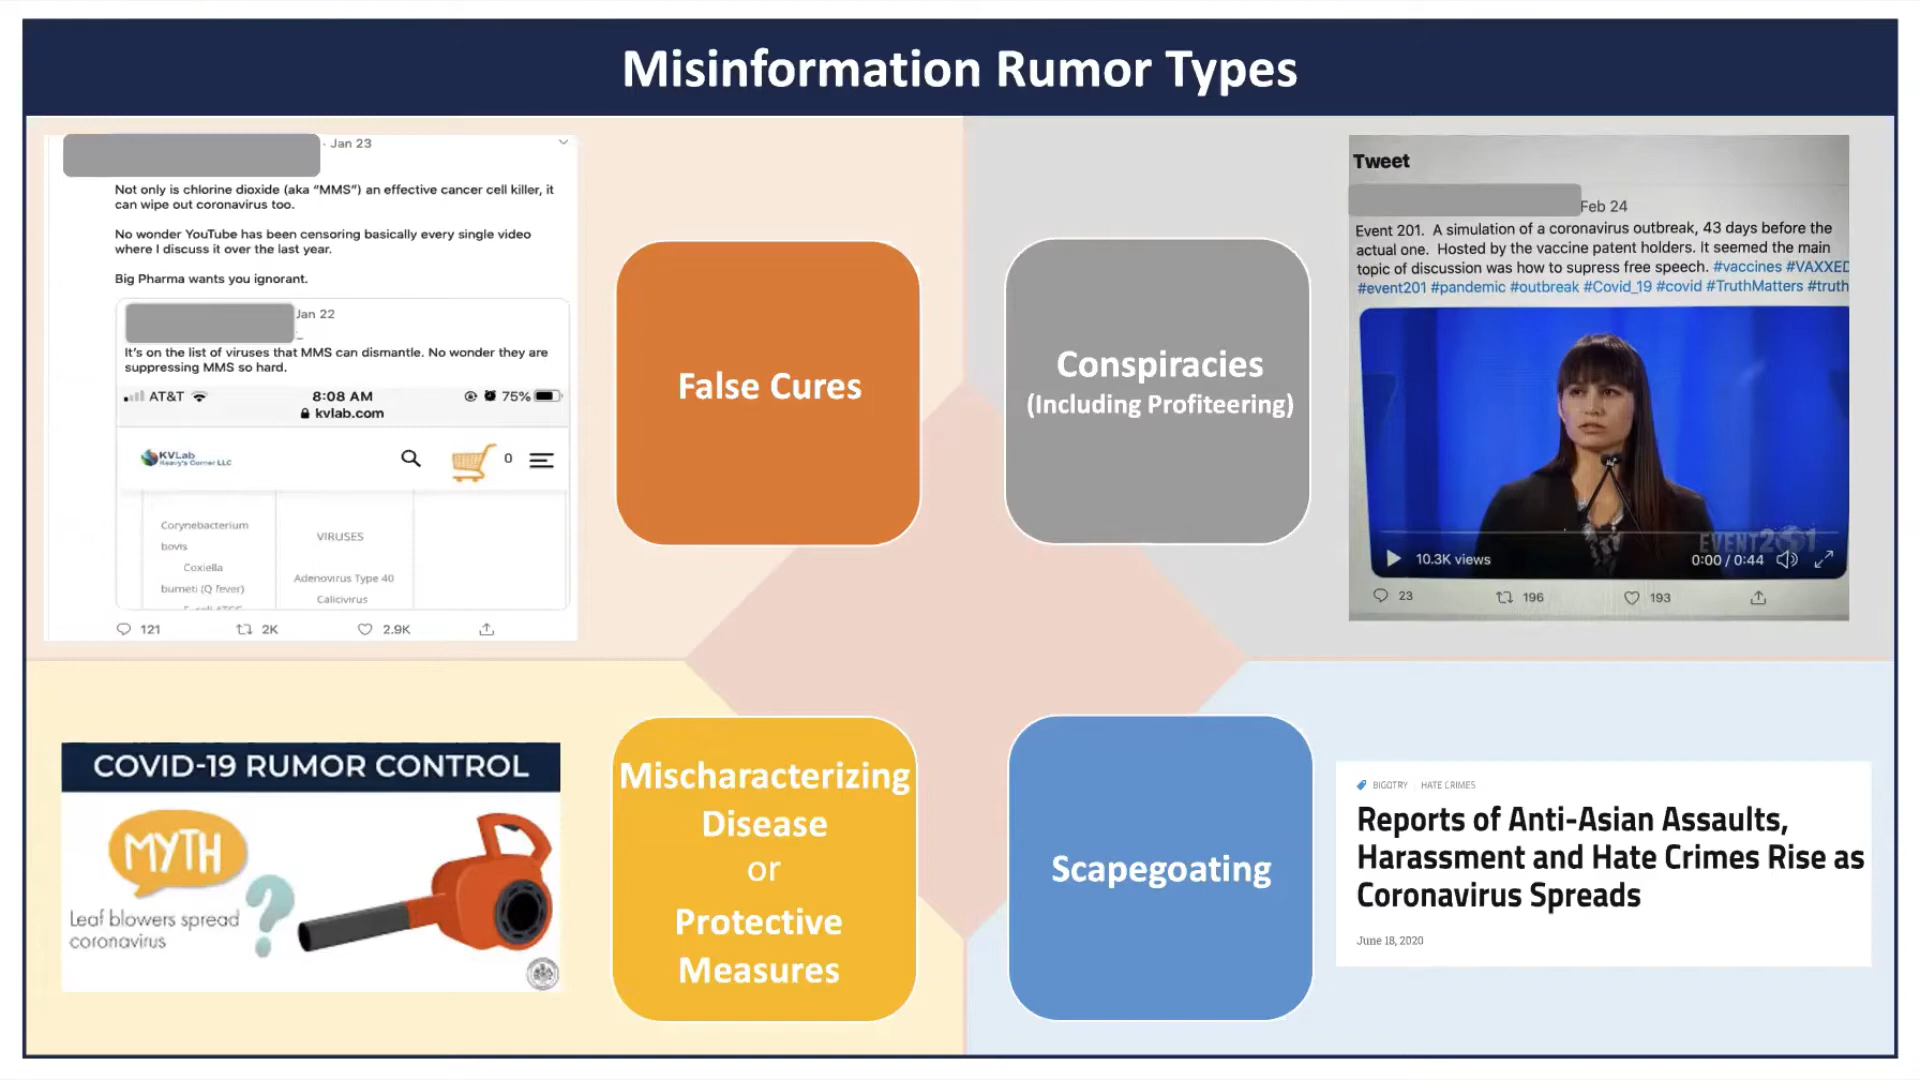 Misinformation Rumor Types
· Jan 23
Not only is chlorine dioxide (aka “MMS”) an effective cancer cell killer, it
can wipe out coronavirus too.
No wonder YouTube has been censoring basically every single video
where I discuss it over the last year.
Big Pharma wants you ignorant.
Jan 22
It’s on the list of viruses that MMS can dismantle. No wonder they are
suppressing MMS so hard.
AT&T 8:08 AM 75%
kvlab.com
KVLab
Keavy's Corner LLC
0
Corynebacterium
bovis
Coxiella
burneti (Q fever)
VIRUSES
Adenovirus Type 40
Calicivirus
121 2K 2.9K
False Cures
Conspiracies
(Including Profiteering)
Tweet
Feb 24
Event 201. A simulation of a coronavirus outbreak, 43 days before the
actual one. Hosted by the vaccine patent holders. It seemed the main
topic of discussion was how to supress free speech. #vaccines #VAXXED
#event201 #pandemic #outbreak #Covid_19 #covid #TruthMatters #truth
EVENT201
10.3K views 0:00 / 0:44
23 196 193
COVID-19 RUMOR CONTROL
MYTH
Leaf blowers spread
coronavirus
?
Mischaracterizing
Disease
or
Protective
Measures
Scapegoating
BIGOTRY HATE CRIMES
Reports of Anti-Asian Assaults,
Harassment and Hate Crimes Rise as
Coronavirus Spreads
June 18, 2020